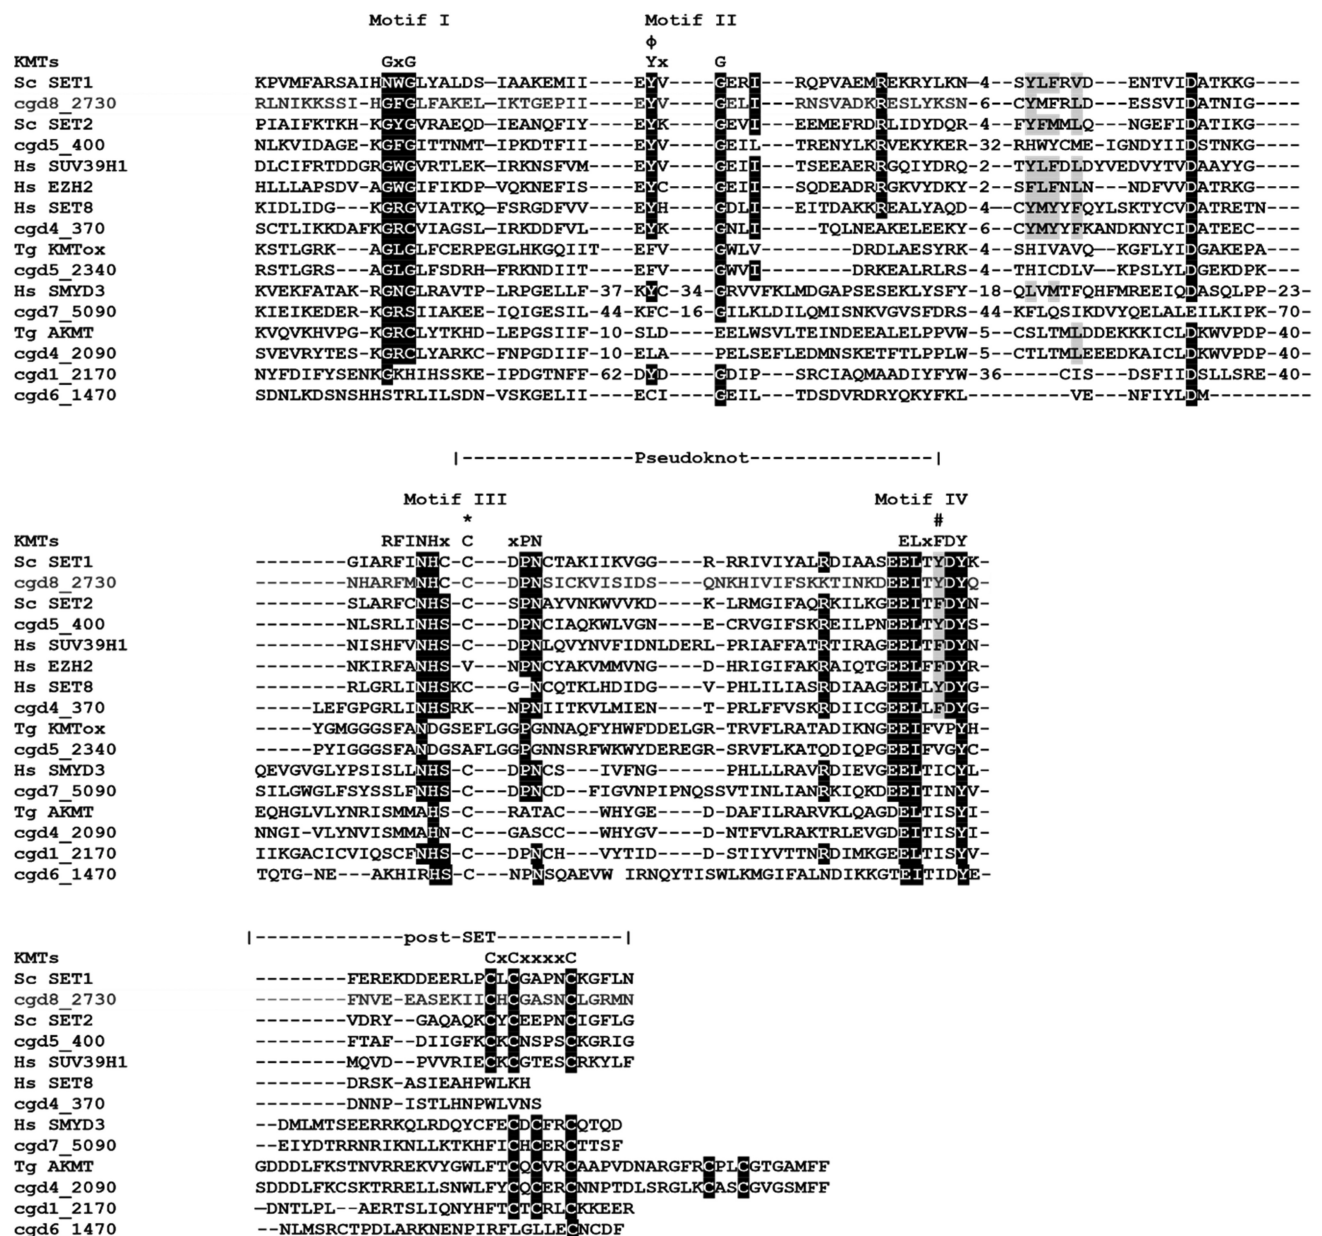 Motif I Motif II
ϕ
KMTs GxG Yx G
Sc SET1 KPVMFARSAIHNWGLYALDS-IAAKEMII----EYV----GERI---RQPVAEMREKRYLKN-4--SYLFRVD---ENTVIDATKKG----
cgd8_2730 RLNIKKSSI-HGFGLFAKEL-IKTGEPII----EYV----GELI---RNSVADKRESLYKSN-6--CYMFRLD---ESSVIDATNIG----
Sc SET2 PIAIFKTKH-KGYGVRAEQD-IEANQFIY----EYK----GEVI---EEMEFRDRLIDYDQR-4--FYFMMLQ---NGEFIDATIKG----
cgd5_400 NLKVIDAGE-KGFGITTNMT-IPKDTFII----EYV----GEIL---TRENYLKRVEKYKER-32-RHWYCME-IGNDYIIDSTNKG----
Hs SUV39H1 DLCIFRTDDGRGWGVRTLEK-IRKNSFVM----EYV----GEII---TSEEAERRGQIYDRQ-2--TYLFDLDYVEDVYTVDAAYYG----
Hs EZH2 HLLLAPSDV-AGWGIFIKDP-VQKNEFIS----EYC----GEII---SQDEADRRGKVYDKY-2--SFLFNLN---NDFVVDATRKG----
Hs SET8 KIDLIDG---KGRGVIATKQ-FSRGDFVV----EYH----GDLI---EITDAKKREALYAQD-4--CYMYYFQYLSKTYCVDATRETN----
cgd4_370 SCTLIKKDAFKGRCVIAGSL-IRKDDFVL----EYK----GNLI-----TQLNEAKELEEKY-6--CYMYYFKANDKNYCIDATEEC----
Tg KMTox KSTLGRK---AGLGLFCERPEGLHKGQIIT---EFV----GWLV--------DRDLAESYRK-4--SHIVAVQ--KGFLYIDGAKEPA---
cgd5_2340 RSTLGRS---AGLGLFSDRH-FRKNDIIT----EFV----GWVI--------DRKEALRLRS-4--THICDLV--KPSLYLDGEKDPK----
Hs SMYD3 KVEKFATAK-RGNGLRAVTP-LRPGELLF-37-KYC-34-GRVVFKLMDGAPSESEKLYSFY-18-QLVMTFQHFMREEIQDASQLPP-23-
cgd7_5090 KIEIKEDER-KGRSIIAKEE-IQIGESIL-44-KFC-16-GILKLDILQMISNKVGVSFDRS-44-KFLQSIKDVYQELALEILKIPK-70-
Tg AKMT KVQVKHVPG-KGRCLYTKHD-LEPGSIIF-10-SLD----EELWSVLTEINDEEALELPPVW-5--CSLTMLDDEKKKICLDKWVPDP-40-
cgd4_2090 SVEVRYTES-KGRCLYARKC-FNPGDIIF-10-ELA----PELSEFLEDMNSKETFTLPPLW-5--CTLTMLEEEDKAICLDKWVPDP-40-
cgd1_2170 NYFDIFYSENKGKHIHSSKE-IPDGTNFF-62-DYD----GDIP---SRCIAQMAADIYFYW-36-----CIS---DSFIIDSLLSRE-40-
cgd6_1470 SDNLKDSNSHHSTRLILSDN-VSKGELII----ECI----GEIL---TDSDVRDRYQKYFKL---------VE---NFIYLDM---------
|---------------Pseudoknot----------------|
Motif III Motif IV
* #
KMTs RFINHx C xPN ELxFDY
Sc SET1 --------GIARFINHC-C----DPNCTAKIIKVGG----R-RRIVIYALRDIAASEELTYDYK-
cgd8_2730 --------NHARFMNHC-C----DPNSICKVISIDS----QNKHIVIFSKKTINKDEEITYDYQ-
Sc SET2 --------SLARFCNHS-C----SPNAYVNKWVVKD----K-LRMGIFAQRKILKGEEITFDYN-
cgd5_400 --------NLSRLINHS-C----DPNCIAQKWLVGN----E-CRVGIFSKREILPNEELTYDYS-
Hs SUV39H1 --------NISHFVNHS-C----DPNLQVYNVFIDNLDERL-PRIAFFATRTIRAGEELTFDYN-
Hs EZH2 --------NKIRFANHS-V----NPNCYAKVMMVNG----D-HRIGIFAKRAIQTGEELFFDYR-
Hs SET8 --------RLGRLINHSKC----G-NCQTKLHDIDG----V-PHLILIASRDIAAGEELLYDYG-
cgd4_370 -----LEFGPGRLINHSRK----NPNIITKVLMIEN----T-PRLFFVSKRDIICGEELLFDYG-
Tg KMTox -----YGMGGGSFANDGSEFLGGPGNNAQFYHWFDDELGR-TRVFLRATADIKNGEEIFVPYH-
cgd5_2340 -----PYIGGGSFANDGSAFLGGPGNNSRFWKWYDEREGR-SRVFLKATQDIQPGEEIFVGYC-
Hs SMYD3 QEVGVGLYPSISLLNHS-C----DPNCS---IVFNG------PHLLLRAVRDIEVGEELTICYL-
cgd7_5090 SILGWGLFSYSSLFNHS-C----DPNCD--FIGVNPIPNQSSVTINLIANRKIQKDEEITINYV-
Tg AKMT EQHGLVLYNRISMMAHS-C----RATAC---WHYGE----D-DAFILRARVKLQAGDELTISYI-
cgd4_2090 NNGI-VLYNVISMMAHN-C----GASCC---WHYGV----D-NTFVLRAKTRLEVGDEITISYI-
cgd1_2170 IIKGACICVIQSCFNHS-C----DPNCH---VYTID----D-STIYVTTNRDIMKGEELTISYV-
cgd6_1470 TQTG-NE---AKHIRHS-C----NPNSQAEVW IRNQYTISWLKMGIFALNDIKKGTEITIDYE-
|-------------post-SET-----------|
KMTs CxCxxxxC
Sc SET1 --------FEREKDDEERLPCLCGAPNCKGFLN
cgd8_2730 --------FNVE-EASEKIICHCGASNCLGRMN
Sc SET2 --------VDRY--GAQAQKCYCEEPNCIGFLG
cgd5_400 --------FTAF--DIIGFKCKCNSPSCKGRIG
Hs SUV39H1 --------MQVD--PVVRIECKCGTESCRKYLF
Hs SET8 --------DRSK-ASIEAHPWLKH
cgd4_370 --------DNNP-ISTLHNPWLVNS
Hs SMYD3 --DMLMTSEERRKQLRDQYCFECDCFRCQTQD
cgd7_5090 --EIYDTRRNRIKNLLKTKHFICHCERCTTSF
Tg AKMT GDDDLFKSTNVRREKVYGWLFTCQCVRCAAPVDNARGFRCPLCGTGAMFF
cgd4_2090 SDDDLFKCSKTRRELLSNWLFYCQCERCNNPTDLSRGLKCASCGVGSMFF
cgd1_2170 -DNTLPL--AERTSLIQNYHFTCTCRLCKKEER
cgd6_1470 --NLMSRCTPDLARKNENPIRFLGLLECNCDF